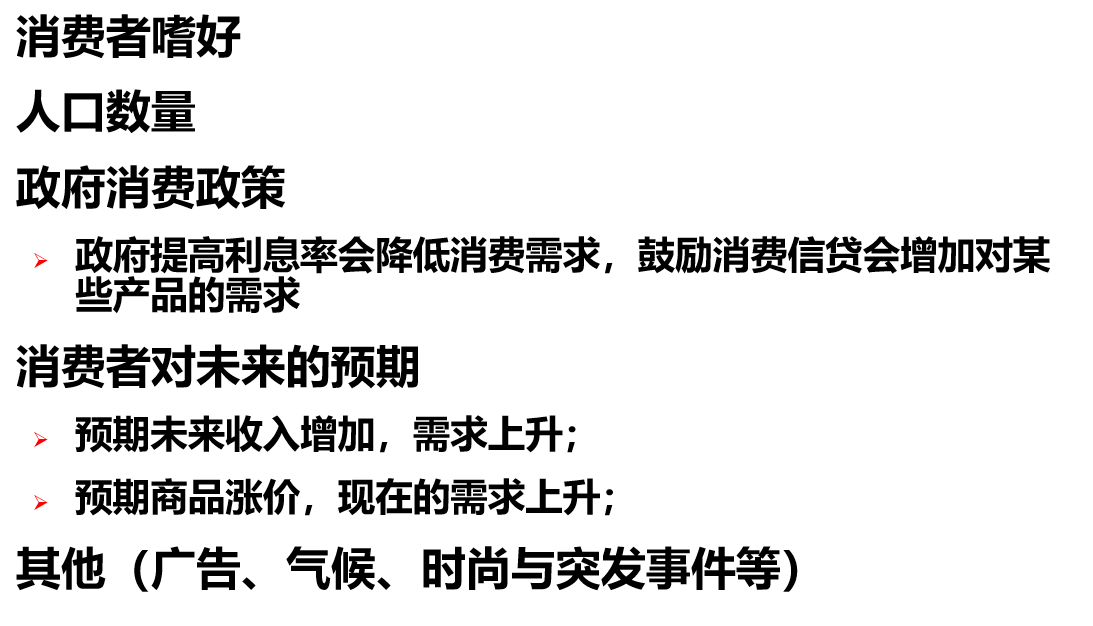 消费者嗜好
人口数量
政府消费政策
政府提高利息率会降低消费需求，鼓励消费信贷会增加对某
些产品的需求
消费者对未来的预期
预期未来收入增加，需求上升；
预期商品涨价，现在的需求上升；
其他（广告、气候、时尚与突发事件等）